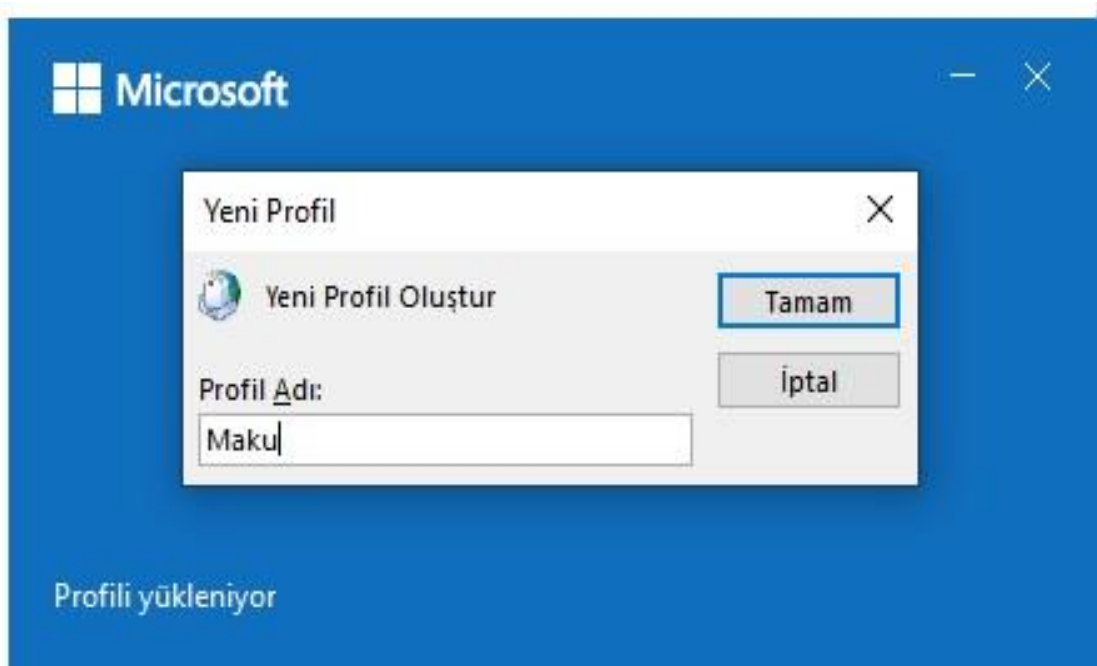 Microsoft
Yeni Profil
Yeni Profil Oluştur
Tamam
İptal
Profil Adı:
Maku
Profili yükleniyor